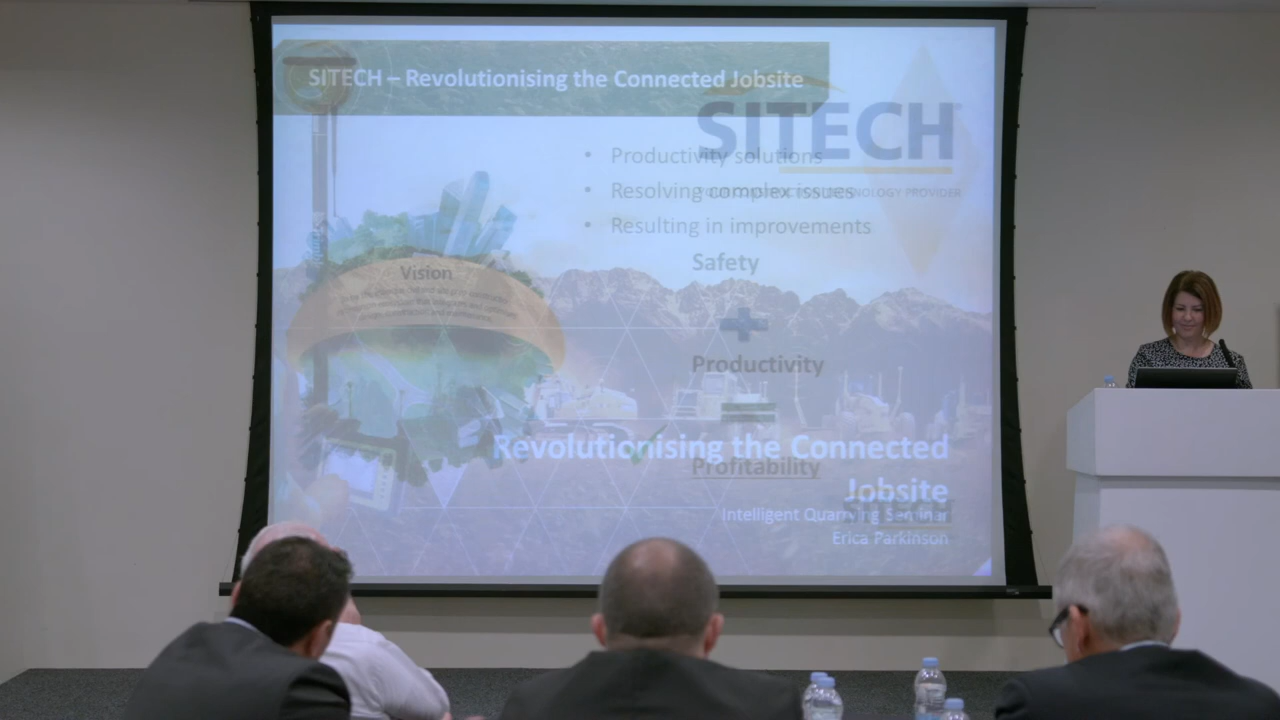 SITECH – Revolutionising the Connected Jobsite
SITECH
• Productivity solutions
• Resolving complex issues
• Resulting in improvements
Safety
Vision
Productivity
Revolutionising the Connected
Profitability
Jobsite
SITECH
Intelligent Quarrying Seminar
Erica Parkinson